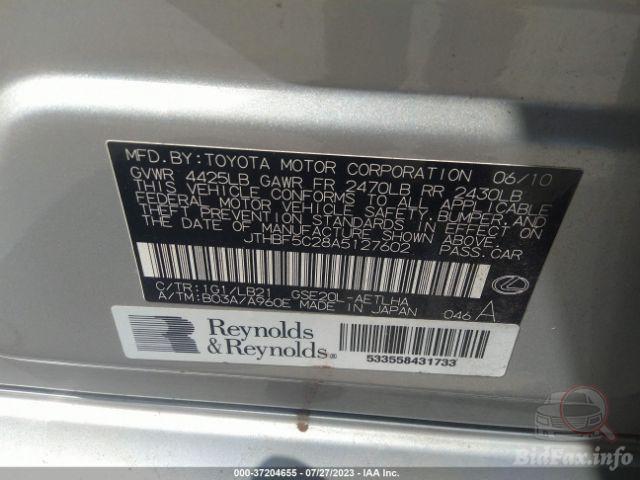 MFD.BY:TOYOTA MOTOR CORPORATION 06/10
GVWR 4425LB GAWR FR 2470LB RR 2430LB
THIS VEHICLE CONFORMS TO ALL APPLICABLE
FEDERAL MOTOR VEHICLE SAFETY, BUMPER, AND
THEFT PREVENTION STANDARDS IN EFFECT ON
THE DATE OF MANUFACTURE SHOWN ABOVE.
JTHBF5C28A5127602 PASS.CAR
C/TR:1G1/LB21 GSE20L-AETLHA
A/TM:B03A/A960E MADE IN JAPAN 046 A
Reynolds
& Reynolds®
533558431733
BidFax.info
000-37204655 - 07/27/2023 - IAA Inc.